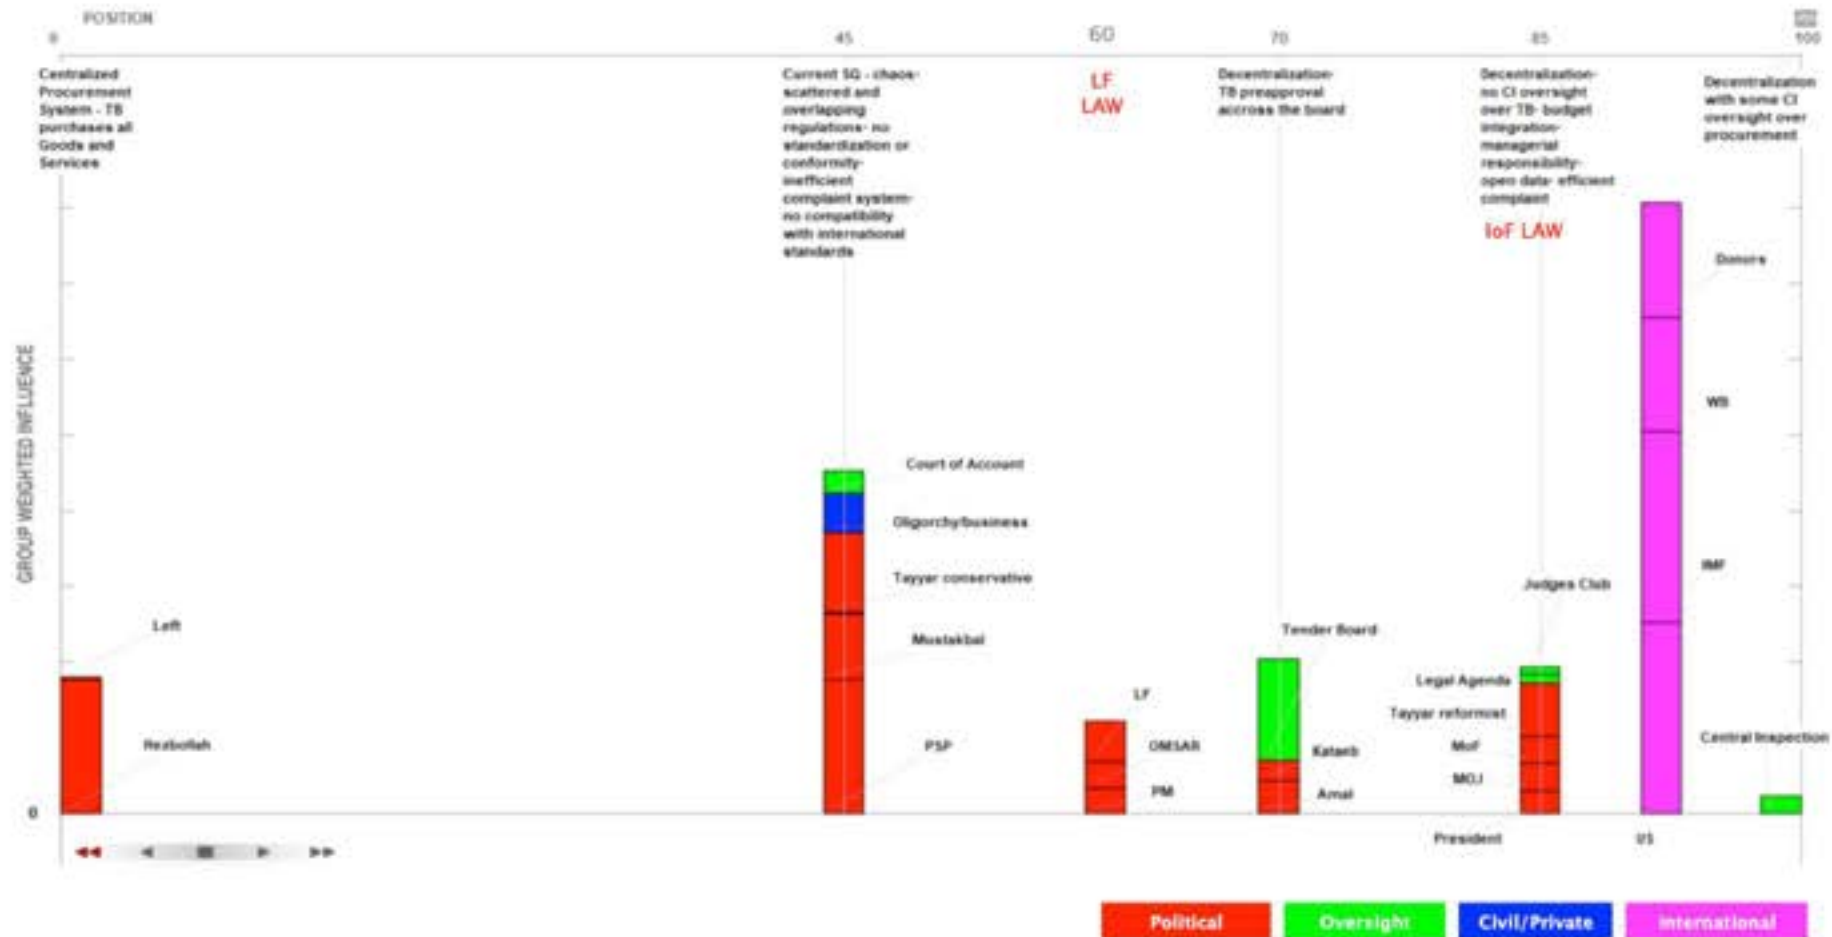 POSITION
0
45
60
70
85
100
Centralized
Procurement
System - TB
purchases all
Goods and
Services
Current SQ - chaos-
scattered and
overlapping
regulations- no
standardization or
conformity-
inefficient
complaint system-
no compatibility
with international
standards
LF
LAW
Decentralization-
TB preapproval
accross the board
Decentralization-
no CI oversight
over TB- budget
integration-
managerial
responsibility-
open data- efficient
complaint
IoF LAW
Decentralization
with some CI
oversight over
procurement
GROUP WEIGHTED INFLUENCE
0
Left
Hezbollah
Court of Account
Oligorchy/business
Tayyar conservative
Mustakbal
PSP
LF
OMSAR
PM
Tender Board
Kataeb
Amal
Judges Club
Legal Agenda
Tayyar reformist
MoF
MOJ
President
Donors
WB
IMF
US
Central Inspection
Political
Oversight
Civil/Private
International